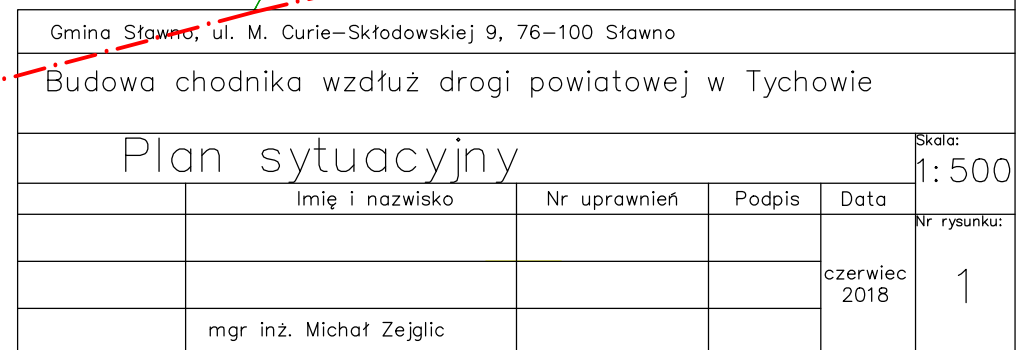 Gmina Sławno, ul. M. Curie–Skłodowskiej 9, 76–100 Sławno
Budowa chodnika wzdłuż drogi powiatowej w Tychowie
Plan sytuacyjny
Skala:
1:500
Imię i nazwisko Nr uprawnień Podpis Data
Nr rysunku:
czerwiec
2018
1
mgr inż. Michał Zejglic